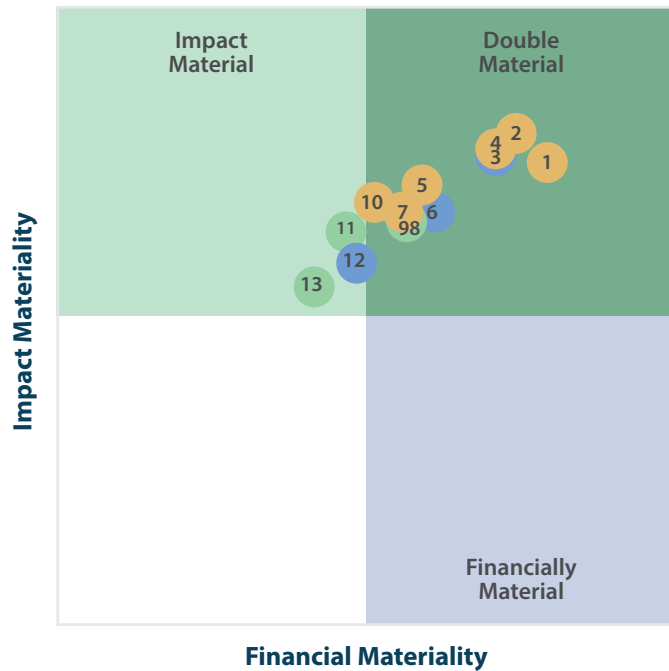 Impact
Material
Double
Material
2
4
3
1
5
10
7
6
11
98
12
13
Impact Materiality
Financially
Material
Financial Materiality